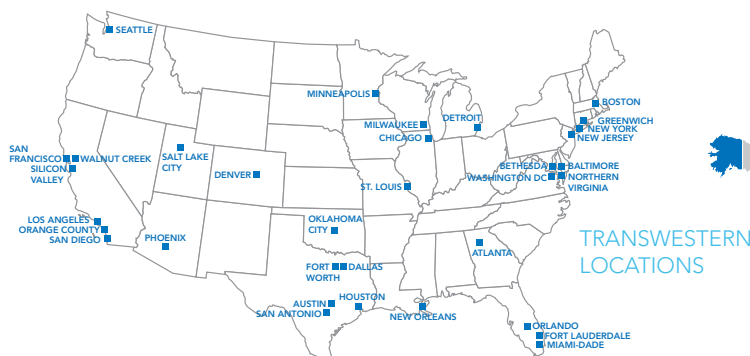 SEATTLE
MINNEAPOLIS
BOSTON
DETROIT
MILWAUKEE
GREENWICH
NEW YORK
CHICAGO
NEW JERSEY
SAN
FRANCISCO
WALNUT CREEK
SILICON
VALLEY
SALT LAKE
CITY
DENVER
BETHESDA
BALTIMORE
WASHINGTON DC
NORTHERN
VIRGINIA
ST. LOUIS
LOS ANGELES
ORANGE COUNTY
SAN DIEGO
PHOENIX
OKLAHOMA
CITY
ATLANTA
TRANSWESTERN
LOCATIONS
FORT
WORTH
DALLAS
AUSTIN
HOUSTON
SAN ANTONIO
NEW ORLEANS
ORLANDO
FORT LAUDERDALE
MIAMI-DADE